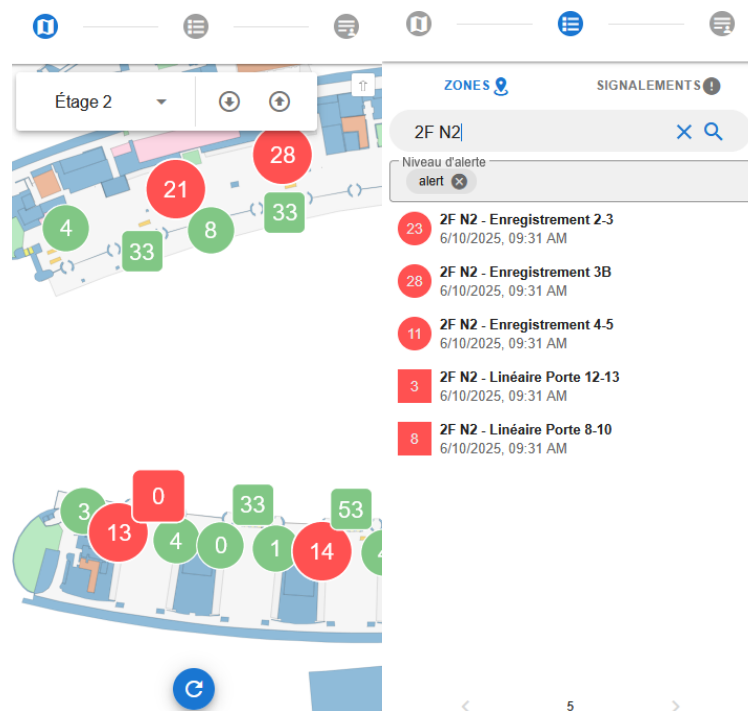 Étage 2
28
21
4
33
8
33
3
13
0
4
0
33
1
14
53
ZONES
SIGNALEMENTS
2F N2
Niveau d'alerte
alert
23
2F N2 - Enregistrement 2-3
6/10/2025, 09:31 AM
28
2F N2 - Enregistrement 3B
6/10/2025, 09:31 AM
11
2F N2 - Enregistrement 4-5
6/10/2025, 09:31 AM
3
2F N2 - Linéaire Porte 12-13
6/10/2025, 09:31 AM
8
2F N2 - Linéaire Porte 8-10
6/10/2025, 09:31 AM
5